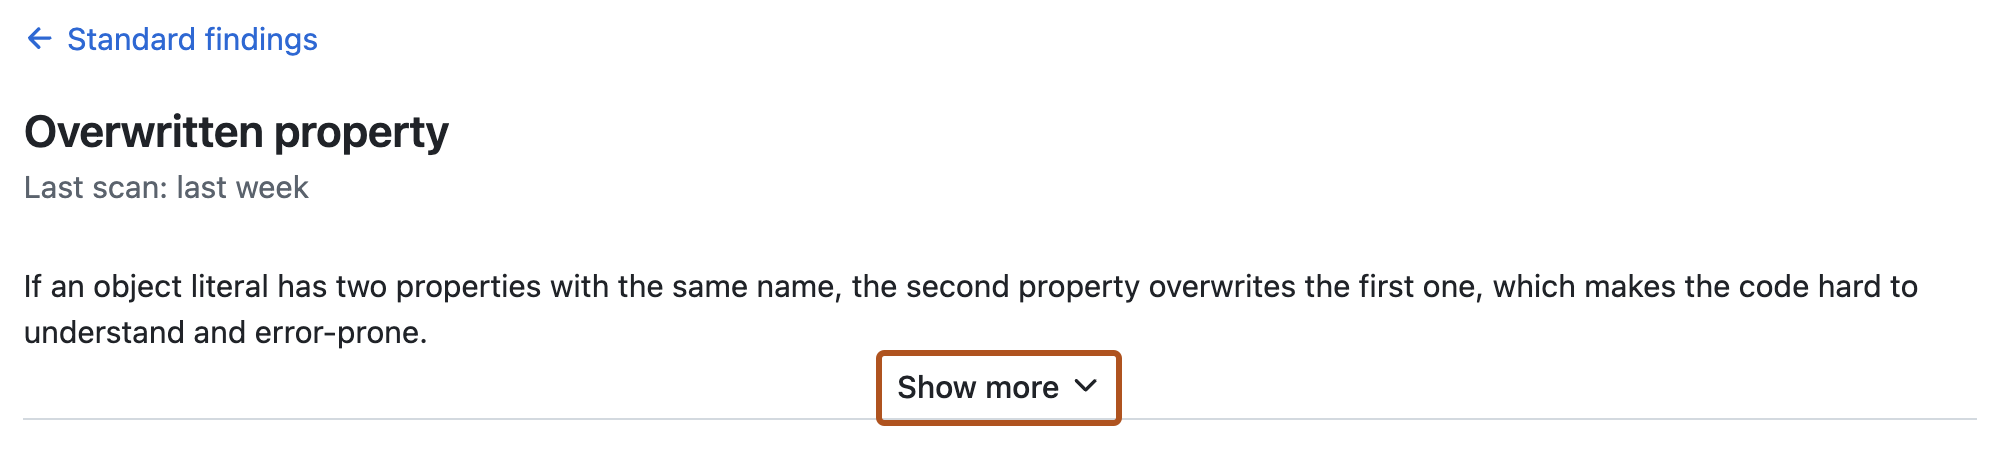 Standard findings
Overwritten property
Last scan: last week
If an object literal has two properties with the same name, the second property overwrites the first one, which makes the code hard to
understand and error-prone.
Show more